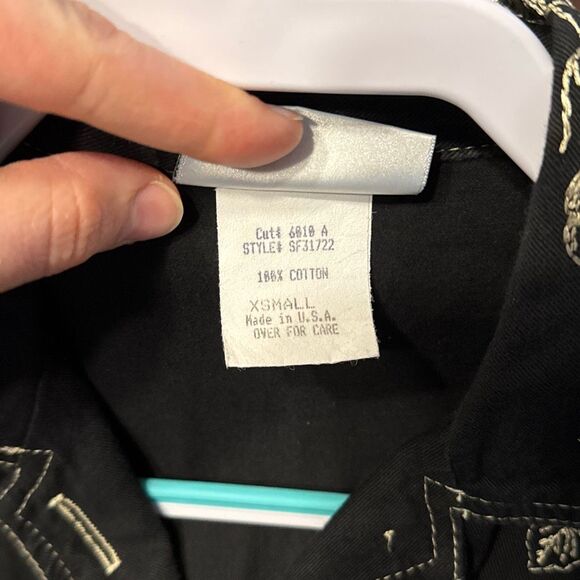 Cut# 6010 A
STYLE# SF31722
100% COTTON
XSMALL
Made in U.S.A.
OVER FOR CARE